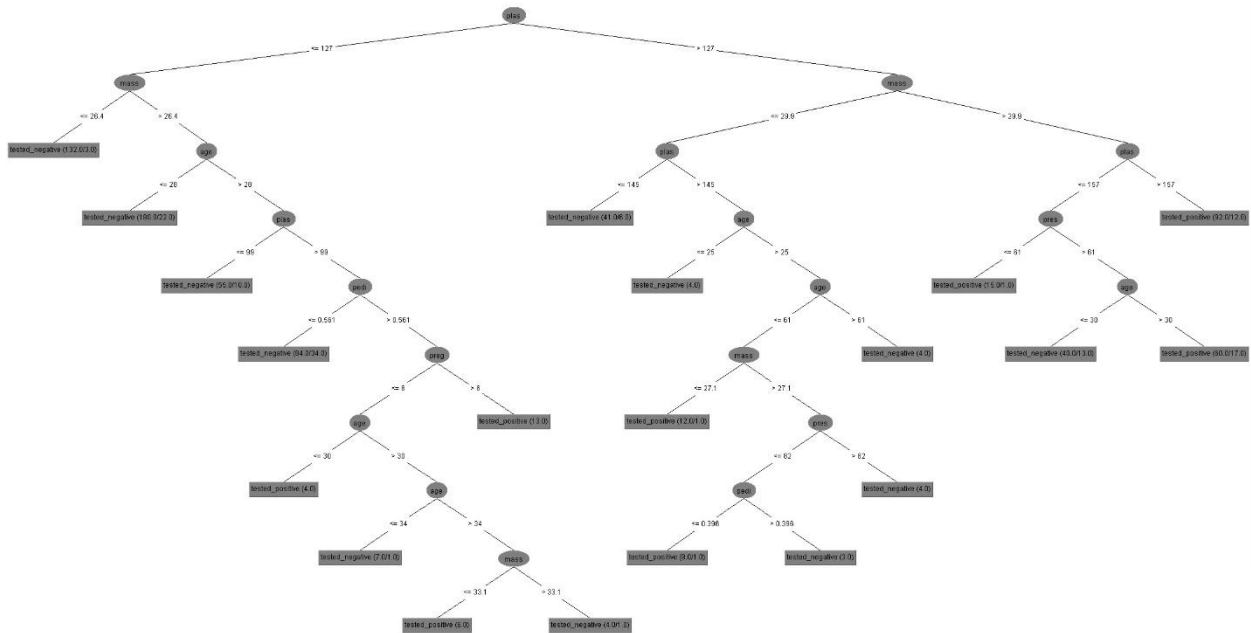 plas
<= 127 > 127
mass mass
<= 26.4 > 26.4 <= 29.9 > 29.9
tested_negative (132.0/3.0) age plas plas
<= 28 > 28 <= 145 > 145 <= 157 > 157
tested_negative (180.0/22.0) plas tested_negative (41.0/6.0) age pres tested_positive (92.0/12.0)
<= 99 > 99 <= 25 > 25 <= 61 > 61
tested_negative (55.0/10.0) pedi tested_negative (4.0) age tested_positive (15.0/1.0) age
<= 0.561 > 0.561 <= 61 > 61 <= 30 > 30
tested_negative (84.0/34.0) preg mass tested_negative (4.0) tested_negative (40.0/13.0) tested_positive (60.0/17.0)
<= 6 > 6 <= 27.1 > 27.1
age tested_positive (13.0) tested_positive (12.0/1.0) pres
<= 30 > 30 <= 82 > 82
tested_positive (4.0) age pedi tested_negative (4.0)
<= 34 > 34 <= 0.396 > 0.396
tested_negative (7.0/1.0) mass tested_positive (8.0/1.0) tested_negative (3.0)
<= 33.1 > 33.1
tested_positive (6.0) tested_negative (4.0/1.0)